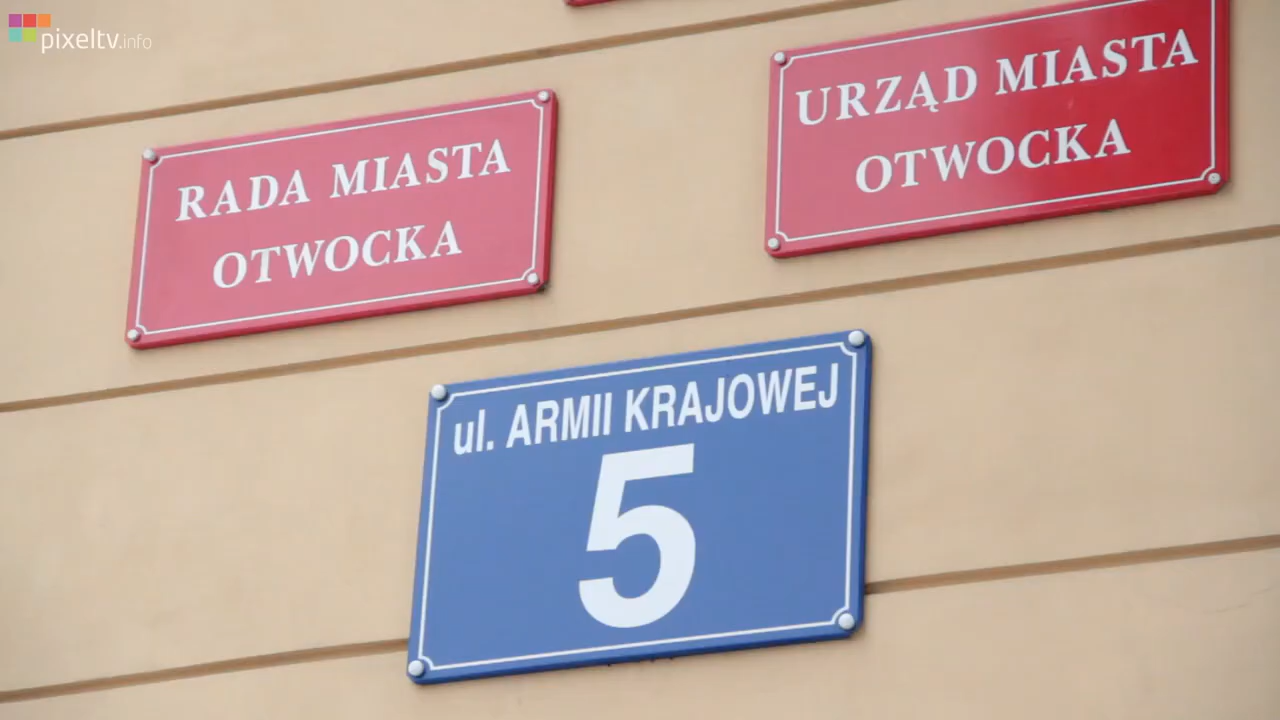 pixeltv.info
RADA MIASTA
OTWOCKA
URZĄD MIASTA
OTWOCKA
ul. ARMII KRAJOWEJ
5